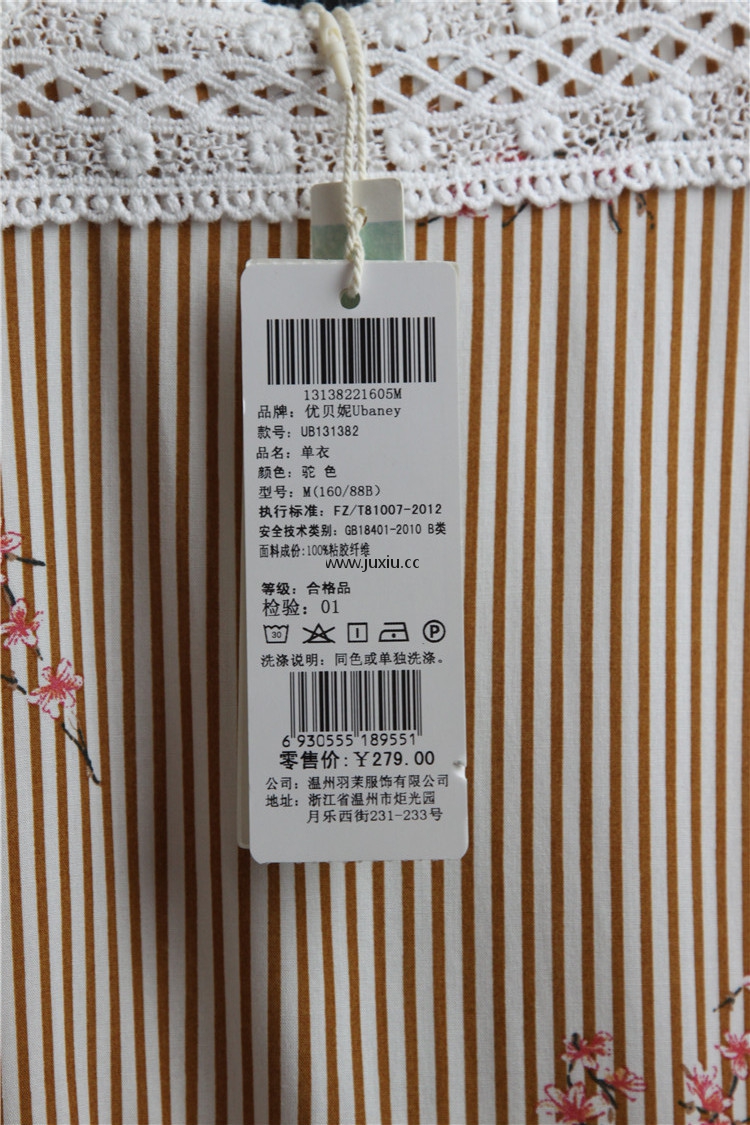 13138221605M
品牌：优贝妮Ubaney
款号：UB131382
品名：单衣
颜色：驼 色
型号：M(160/88B)
执行标准：FZ/T81007-2012
安全技术类别：GB18401-2010 B类
面料成份:100%粘胶纤维
www.juxiu.cc
等级：合格品
检验：01
30 P
洗涤说明：同色或单独洗涤。
6 930555 189551
零售价:￥279.00
公司：温州羽茉服饰有限公司
地址：浙江省温州市炬光园
月乐西街231-233号